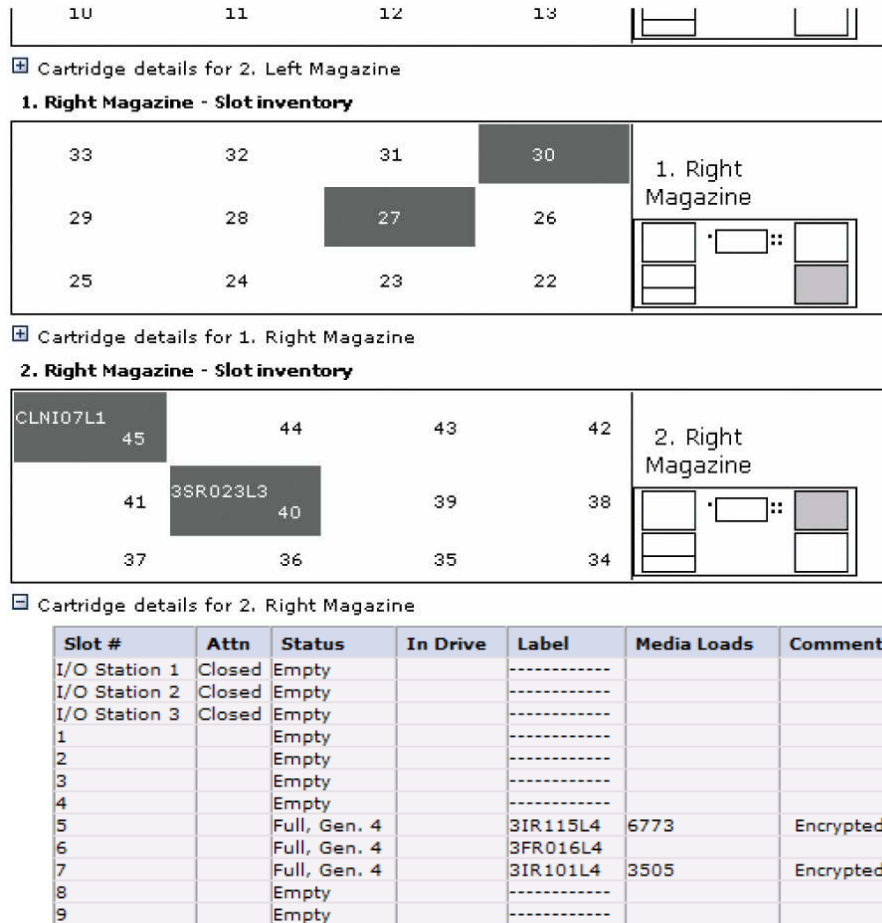 10 11 12 13
Cartridge details for 2. Left Magazine
1. Right Magazine - Slot inventory
33 32 31 30
1. Right
Magazine
29 28 27 26
25 24 23 22
Cartridge details for 1. Right Magazine
2. Right Magazine - Slot inventory
CLNI07L1
45 44 43 42
2. Right
Magazine
3SR023L3
41 40 39 38
37 36 35 34
Cartridge details for 2. Right Magazine
Slot # Attn Status In Drive Label Media Loads Comment
I/O Station 1 Closed Empty ------------
I/O Station 2 Closed Empty ------------
I/O Station 3 Closed Empty ------------
1 Empty ------------
2 Empty ------------
3 Empty ------------
4 Empty ------------
5 Full, Gen. 4 3IR115L4 6773 Encrypted
6 Full, Gen. 4 3FR016L4
7 Full, Gen. 4 3IR101L4 3505 Encrypted
8 Empty ------------
9 Empty ------------